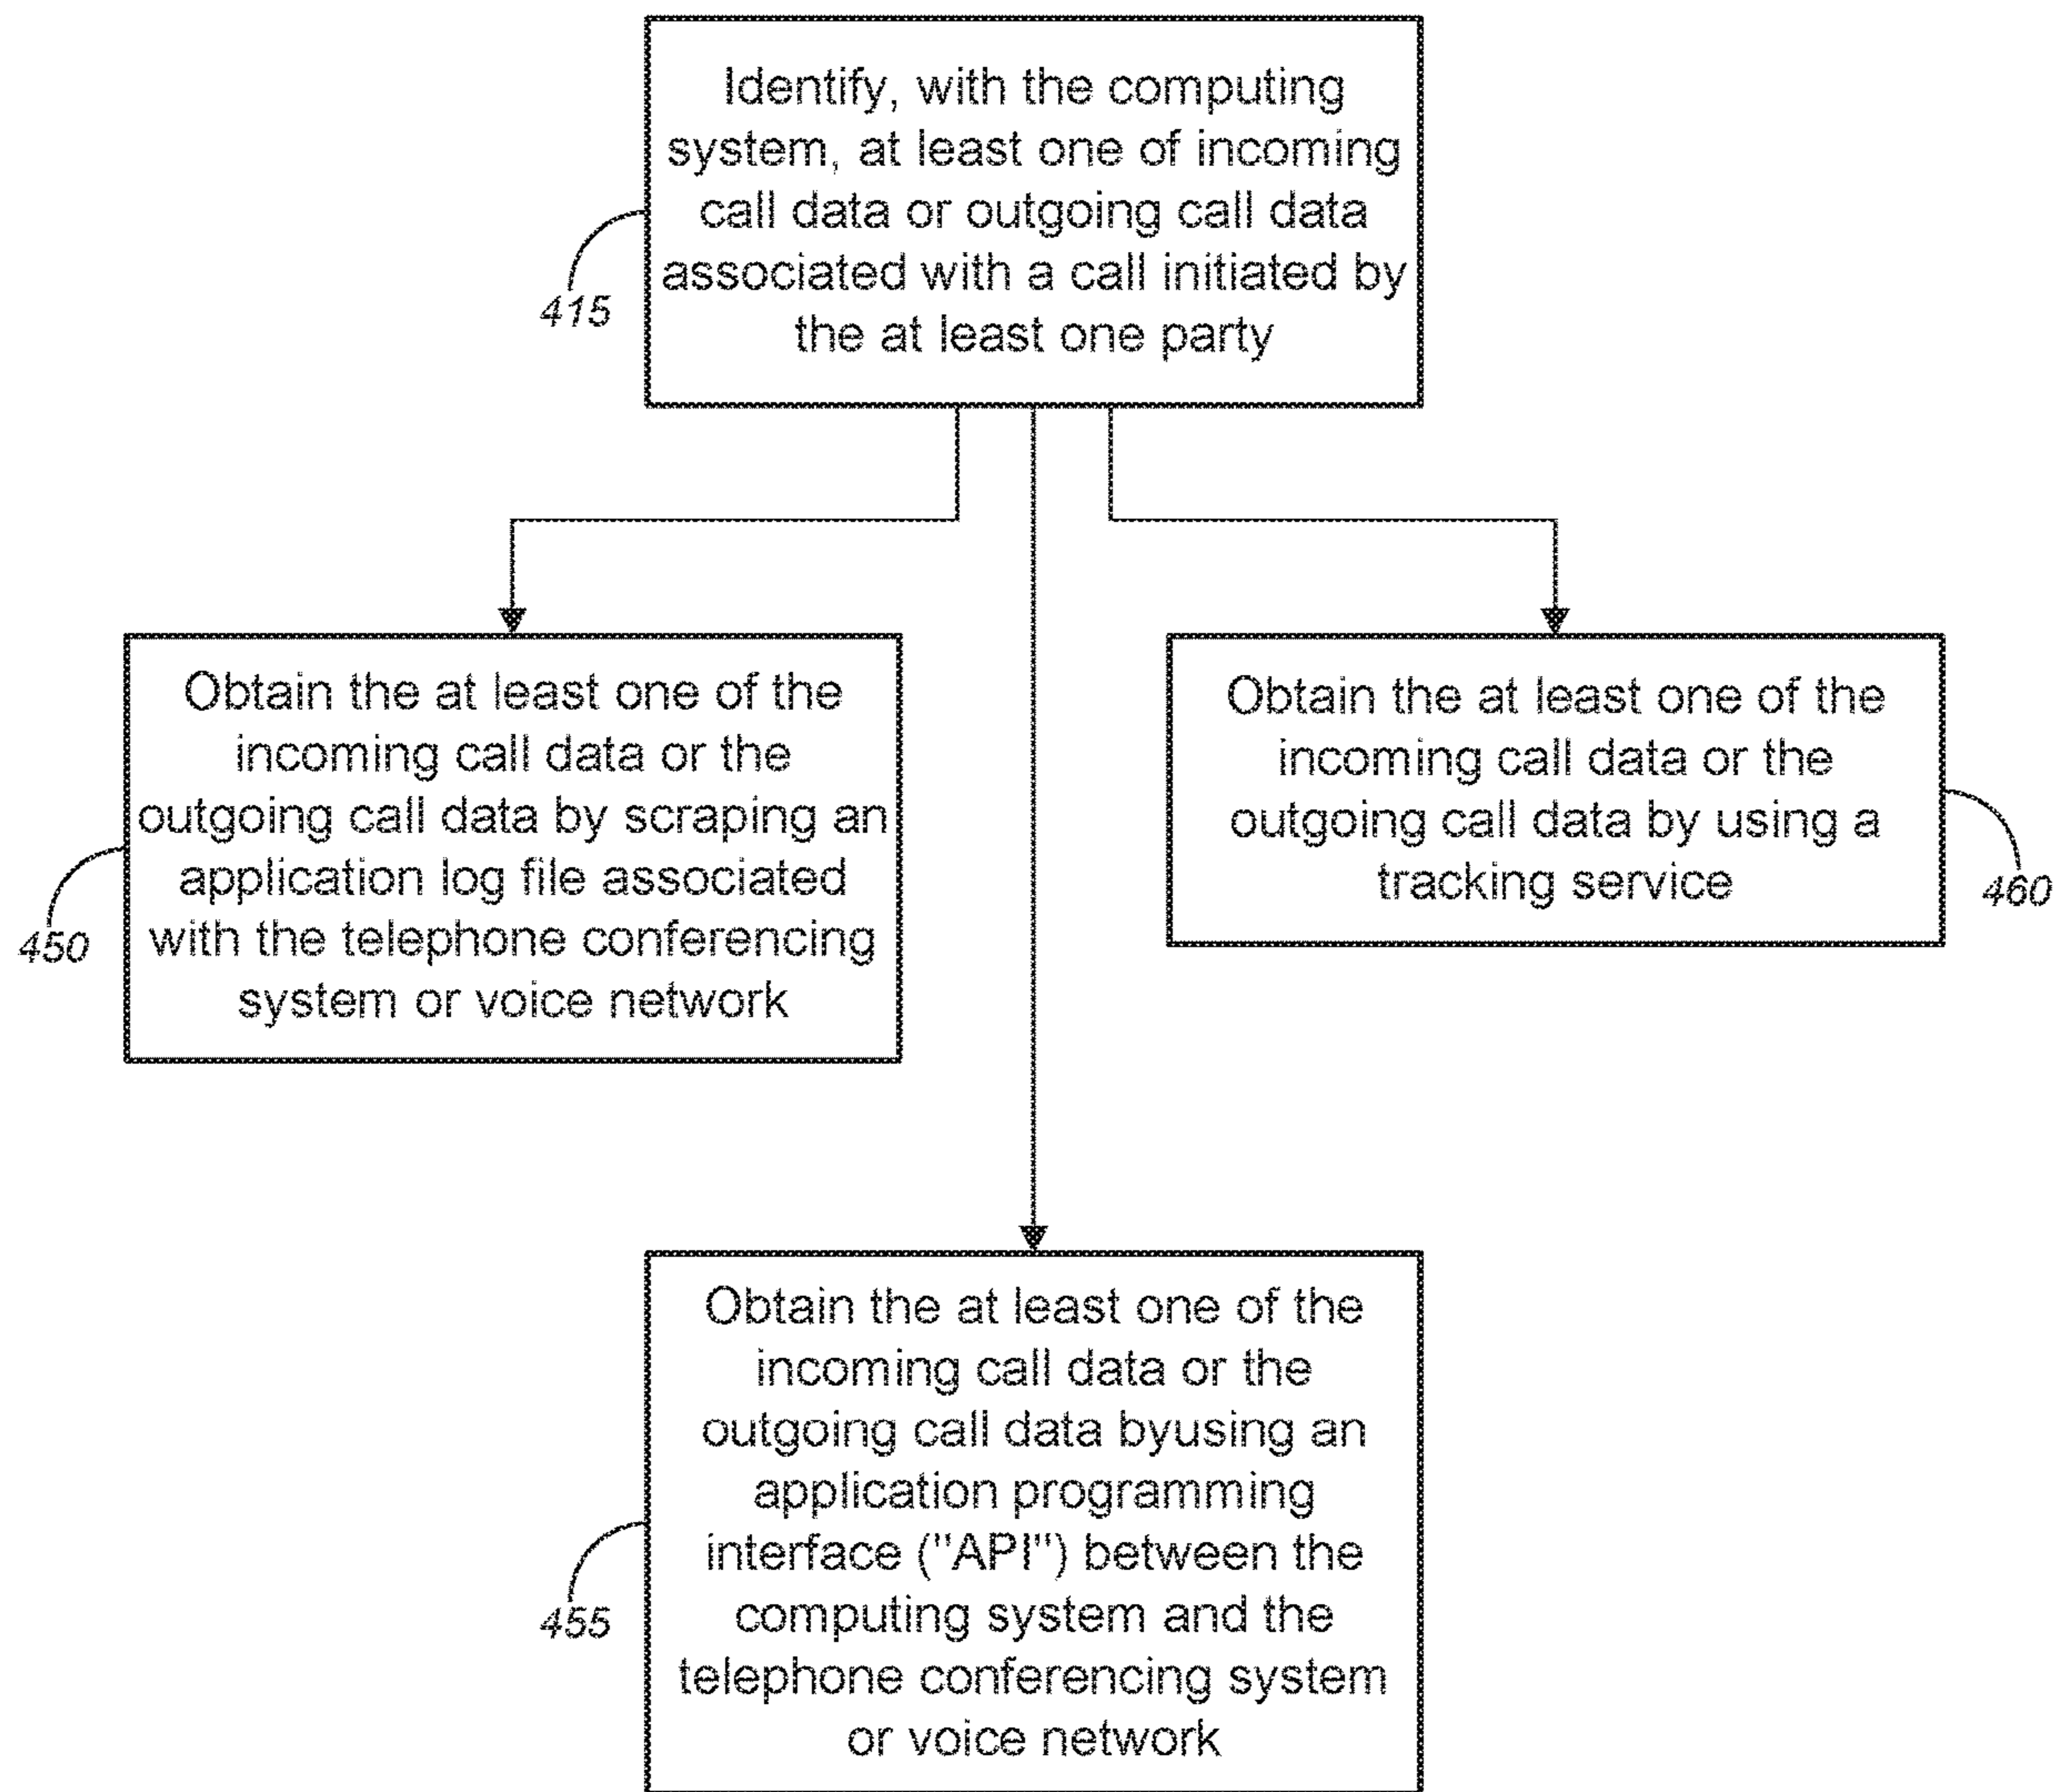 Identify, with the computing
system, at least one of incoming
call data or outgoing call data
associated with a call initiated by
the at least one party
415
Obtain the at least one of the
incoming call data or the
outgoing call data by scraping an
application log file associated
with the telephone conferencing
system or voice network
450
Obtain the at least one of the
incoming call data or the
outgoing call data by using a
tracking service
460
Obtain the at least one of the
incoming call data or the
outgoing call data byusing an
application programming
interface ("API") between the
computing system and the
telephone conferencing system
or voice network
455